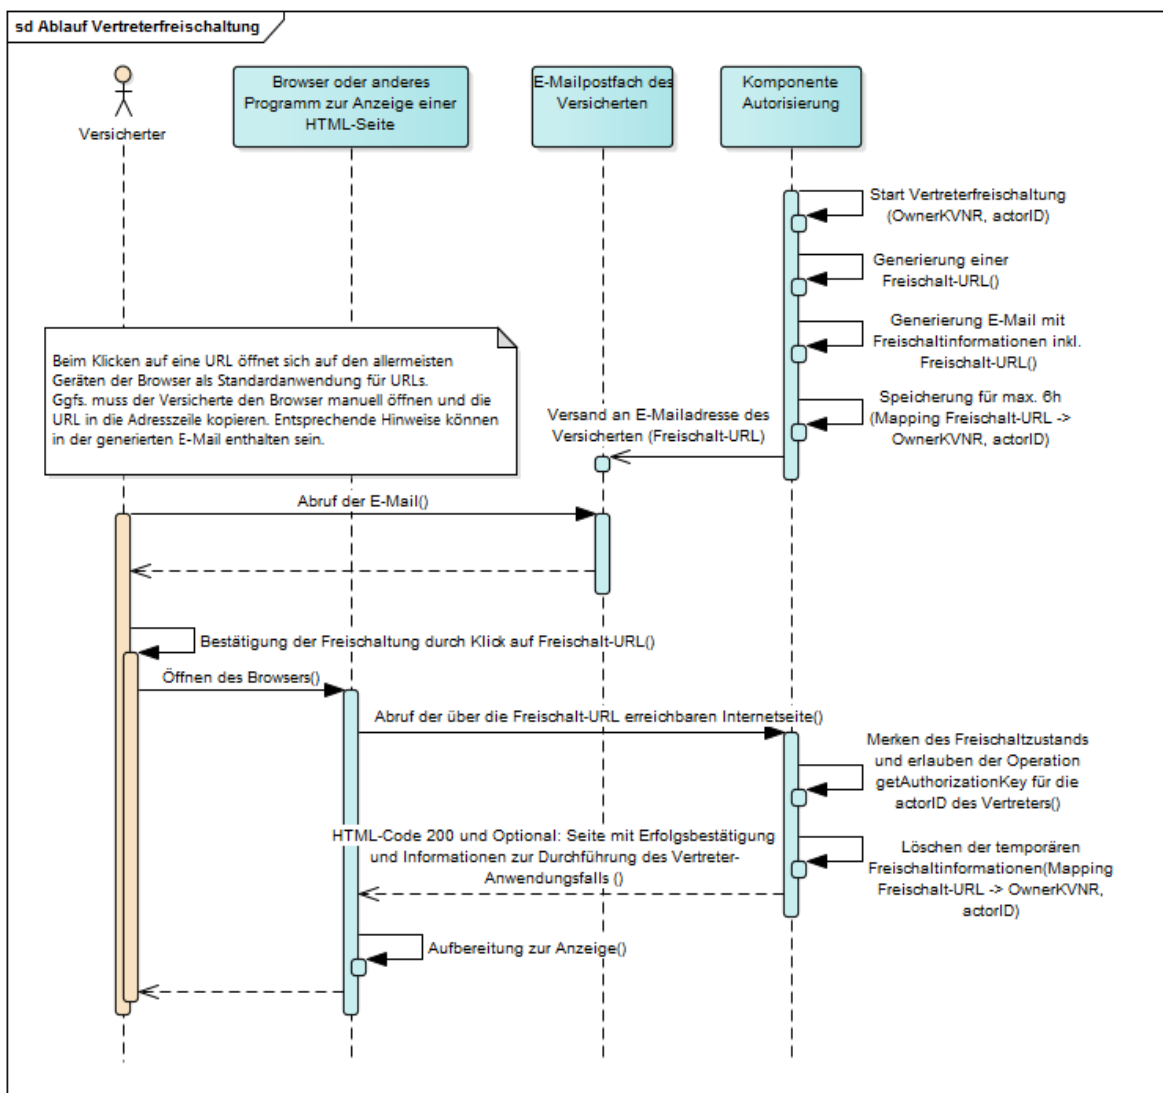 sd Ablauf Vertreterfreischaltung
Versicherter
Browser oder anderes
Programm zur Anzeige einer
HTML-Seite
E-Mailpostfach des
Versicherten
Komponente
Autorisierung
Start Vertreterfreischaltung
(OwnerKVNR, actorID)
Generierung einer
Freischalt-URL()
Generierung E-Mail mit
Freischaltinformationen inkl.
Freischalt-URL()
Speicherung für max. 6h
(Mapping Freischalt-URL ->
OwnerKVNR, actorID)
Beim Klicken auf eine URL öffnet sich auf den allermeisten
Geräten der Browser als Standardanwendung für URLs.
Ggfs. muss der Versicherte den Browser manuell öffnen und die
URL in die Adresszeile kopieren. Entsprechende Hinweise können
in der generierten E-Mail enthalten sein.
Versand an E-Mailadresse des
Versicherten (Freischalt-URL)
Abruf der E-Mail()
Bestätigung der Freischaltung durch Klick auf Freischalt-URL()
Öffnen des Browsers()
Abruf der über die Freischalt-URL erreichbaren Internetseite()
Merken des Freischaltzustands
und erlauben der Operation
getAuthorizationKey für die
actorID des Vertreters()
HTML-Code 200 und Optional: Seite mit Erfolgsbestätigung
und Informationen zur Durchführung des Vertreter-
Anwendungsfalls ()
Löschen der temporären
Freischaltinformationen(Mapping
Freischalt-URL -> OwnerKVNR,
actorID)
Aufbereitung zur Anzeige()